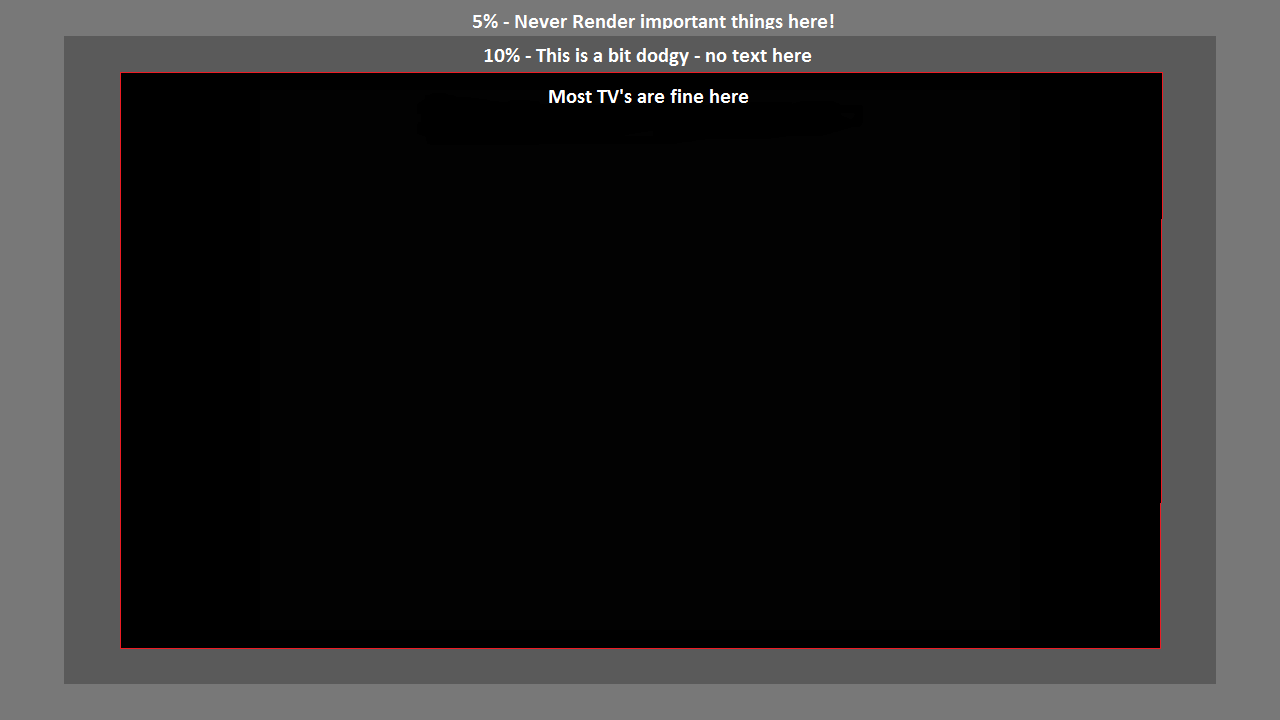 5% - Never Render important things here!
10% - This is a bit dodgy - no text here
Most TV's are fine here